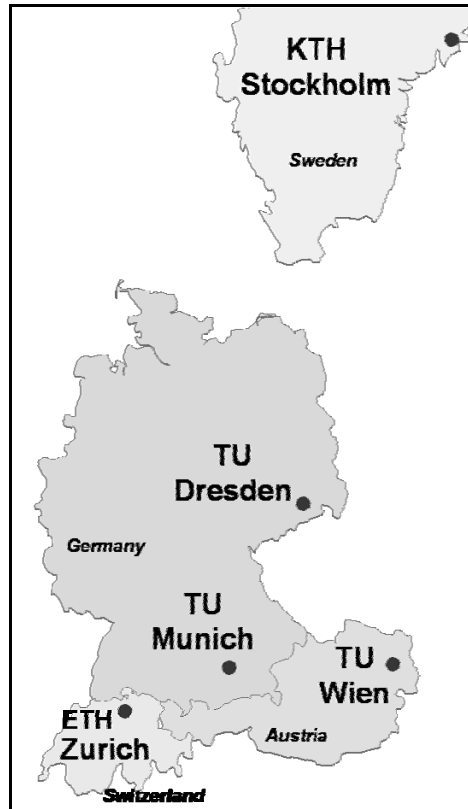 KTH
Stockholm
Sweden
TU
Dresden
Germany
TU
Munich
TU
Wien
ETH
Zurich
Austria
Switzerland